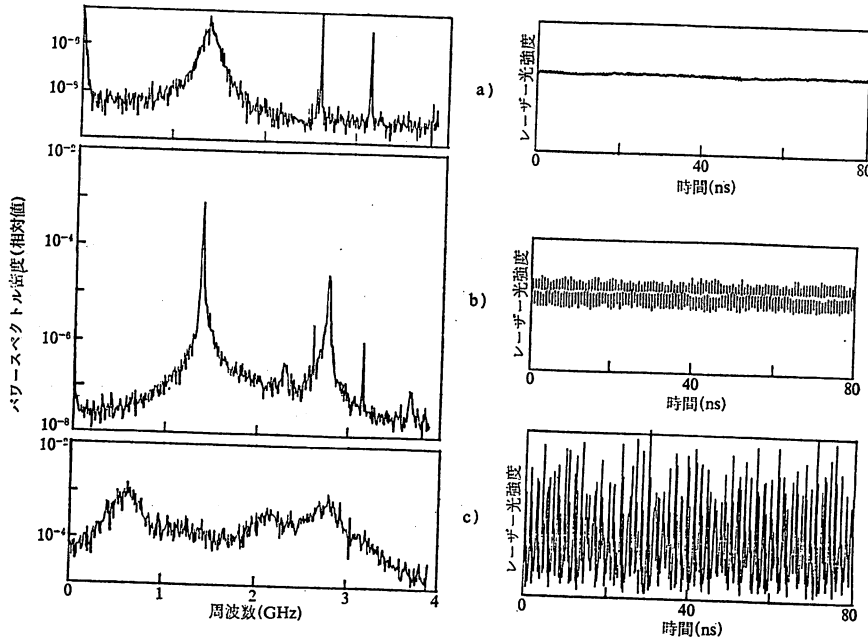 10⁻⁶
10⁻⁵
a)
レーザー光強度
0
40
80
時間(ns)
パワースペクトル密度(相対値)
10⁻²
10⁻⁴
10⁻⁶
10⁻⁸
b)
レーザー光強度
0
40
80
時間(ns)
10⁻²
10⁻⁴
0
1
2
3
4
周波数(GHz)
c)
レーザー光強度
0
40
80
時間(ns)